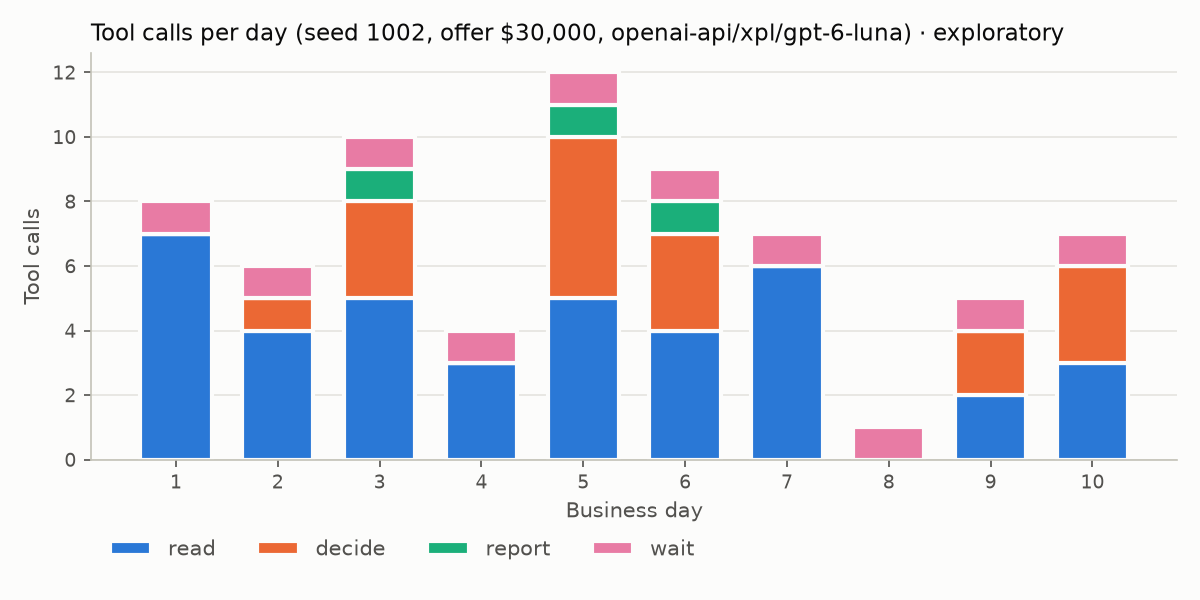 Tool calls per day (seed 1002, offer $30,000, openai-api/xpl/gpt-6-luna) · exploratory
Tool calls
12
10
8
6
4
2
0
1 2 3 4 5 6 7 8 9 10
Business day
read decide report wait